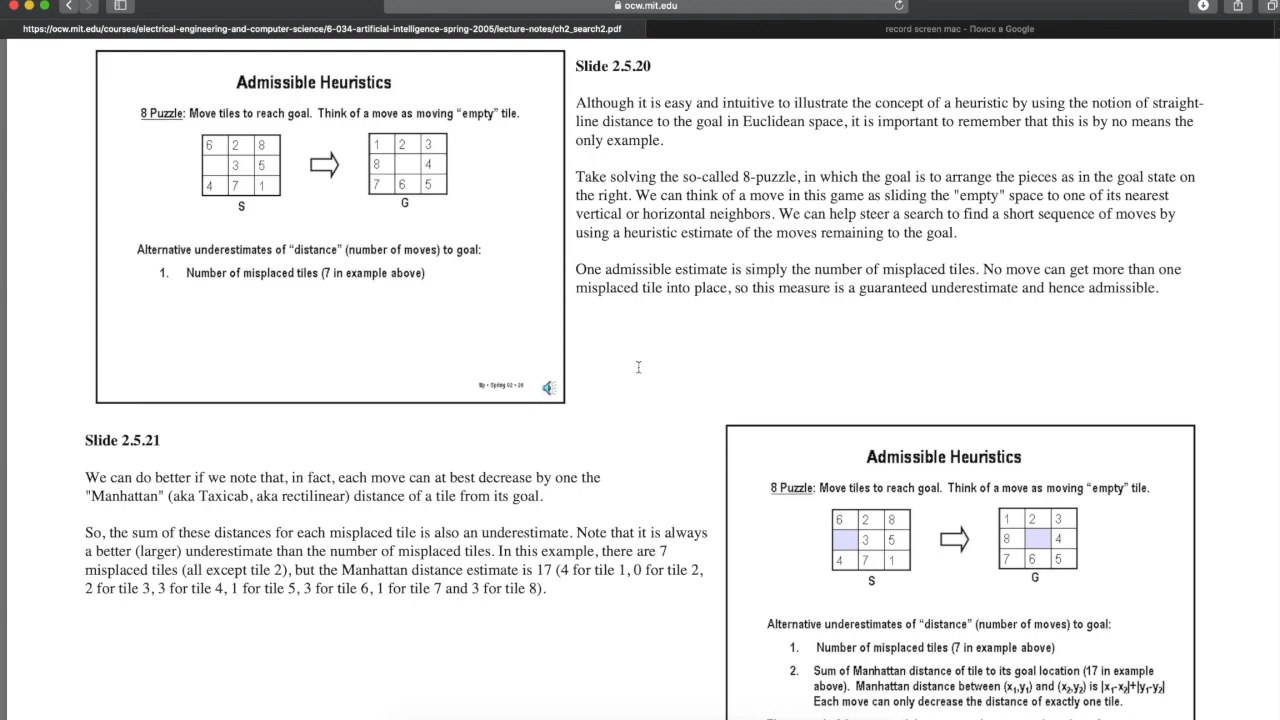 ocw.mit.edu
https://ocw.mit.edu/courses/electrical-engineering-and-computer-science/6-034-artificial-intelligence-spring-2005/lecture-notes/ch2_search2.pdf
record screen mac - Поиск в Google
Admissible Heuristics
8 Puzzle: Move tiles to reach goal. Think of a move as moving “empty” tile.
6 2 8
3 5
4 7 1
S
1 2 3
8 4
7 6 5
G
Alternative underestimates of “distance” (number of moves) to goal:
1. Number of misplaced tiles (7 in example above)
Slide 2.5.20
Although it is easy and intuitive to illustrate the concept of a heuristic by using the notion of straight-
line distance to the goal in Euclidean space, it is important to remember that this is by no means the
only example.
Take solving the so-called 8-puzzle, in which the goal is to arrange the pieces as in the goal state on
the right. We can think of a move in this game as sliding the "empty" space to one of its nearest
vertical or horizontal neighbors. We can help steer a search to find a short sequence of moves by
using a heuristic estimate of the moves remaining to the goal.
One admissible estimate is simply the number of misplaced tiles. No move can get more than one
misplaced tile into place, so this measure is a guaranteed underestimate and hence admissible.
Slide 2.5.21
We can do better if we note that, in fact, each move can at best decrease by one the
"Manhattan" (aka Taxicab, aka rectilinear) distance of a tile from its goal.
So, the sum of these distances for each misplaced tile is also an underestimate. Note that it is always
a better (larger) underestimate than the number of misplaced tiles. In this example, there are 7
misplaced tiles (all except tile 2), but the Manhattan distance estimate is 17 (4 for tile 1, 0 for tile 2,
2 for tile 3, 3 for tile 4, 1 for tile 5, 3 for tile 6, 1 for tile 7 and 3 for tile 8).
Admissible Heuristics
8 Puzzle: Move tiles to reach goal. Think of a move as moving “empty” tile.
6 2 8
3 5
4 7 1
S
1 2 3
8 4
7 6 5
G
Alternative underestimates of “distance” (number of moves) to goal:
1. Number of misplaced tiles (7 in example above)
2. Sum of Manhattan distance of tile to its goal location (17 in example
above). Manhattan distance between (x1,y1) and (x2,y2) is |x1-x2|+|y1-y2|
Each move can only decrease the distance of exactly one tile.